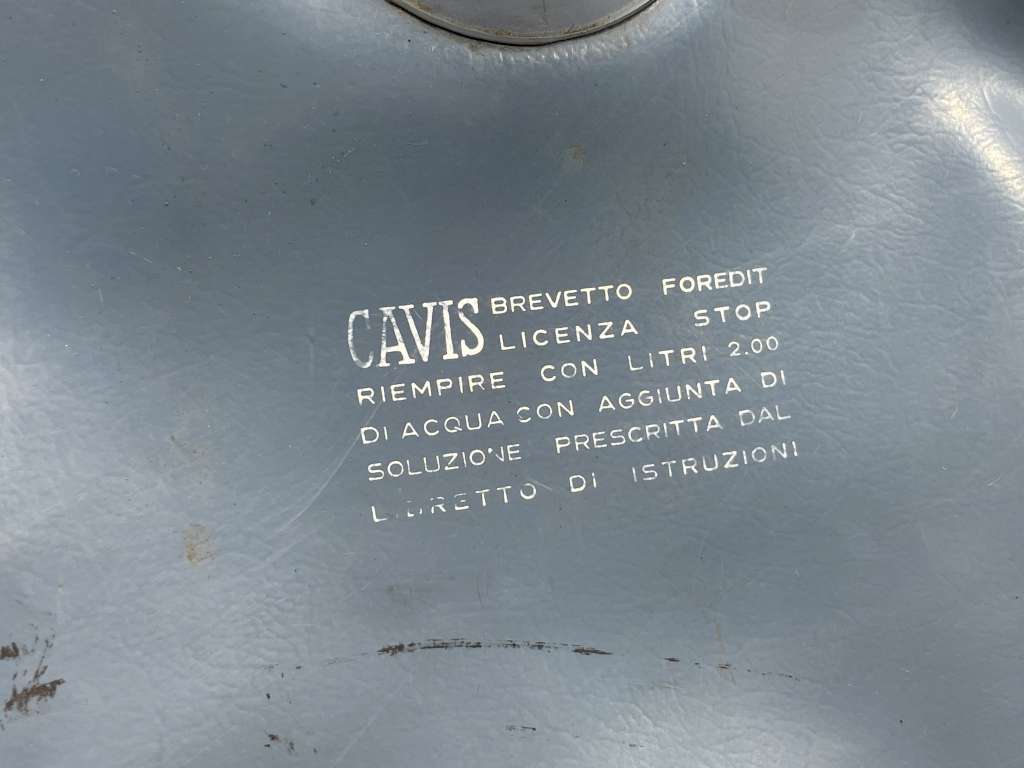 CAVIS BREVETTO FOREDIT
LICENZA STOP
RIEMPIRE CON LITRI 2.00
DI ACQUA CON AGGIUNTA DI
SOLUZIONE PRESCRITTA DAL
LIBRETTO DI ISTRUZIONI